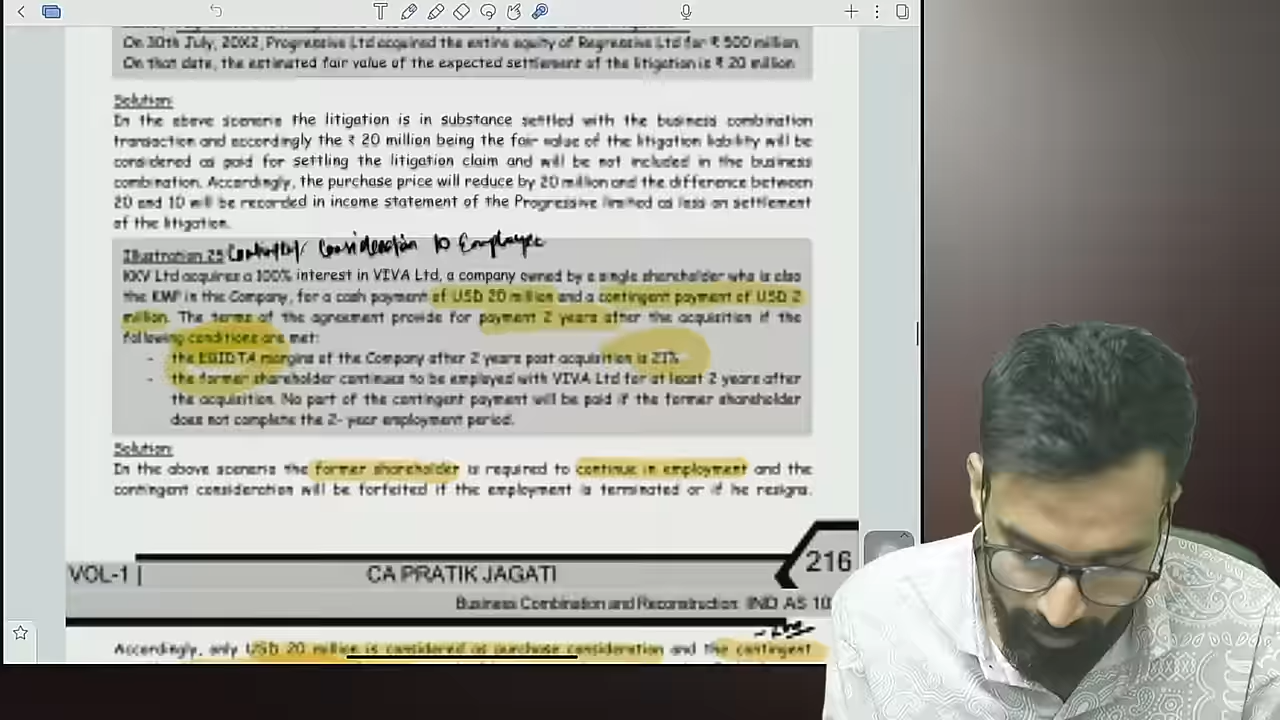 On 30th July, 20X2, Progressive Ltd acquired the entire equity of Regressive Ltd for ₹ 500 million.
On that date, the estimated fair value of the expected settlement of the litigation is ₹ 20 million
Solution:
In the above scenario the litigation is in substance settled with the business combination
transaction and accordingly the ₹ 20 million being the fair value of the litigation liability will be
considered as paid for settling the litigation claim and will be not included in the business
combination. Accordingly, the purchase price will reduce by 20 million and the difference between
20 and 10 will be recorded in income statement of the Progressive limited as loss on settlement
of the litigation.
Illustration 25 Consideration to Employee
KKV Ltd acquires a 100% interest in VIVA Ltd, a company owned by a single shareholder who is also
the KMP in the Company, for a cash payment of USD 20 million and a contingent payment of USD 2
million. The terms of the agreement provide for payment 2 years after the acquisition if the
following conditions are met:
- the EBIDTA margins of the Company after 2 years post acquisition is 21%
- the former shareholder continues to be employed with VIVA Ltd for at least 2 years after
the acquisition. No part of the contingent payment will be paid if the former shareholder
does not complete the 2- year employment period.
Solution:
In the above scenario the former shareholder is required to continue in employment and the
contingent consideration will be forfeited if the employment is terminated or if he resigns.
216
VOL-1 | CA PRATIK JAGATI
Business Combination and Reconstruction (IND AS 10
Accordingly, only USD 20 million is considered as purchase consideration and the contingent